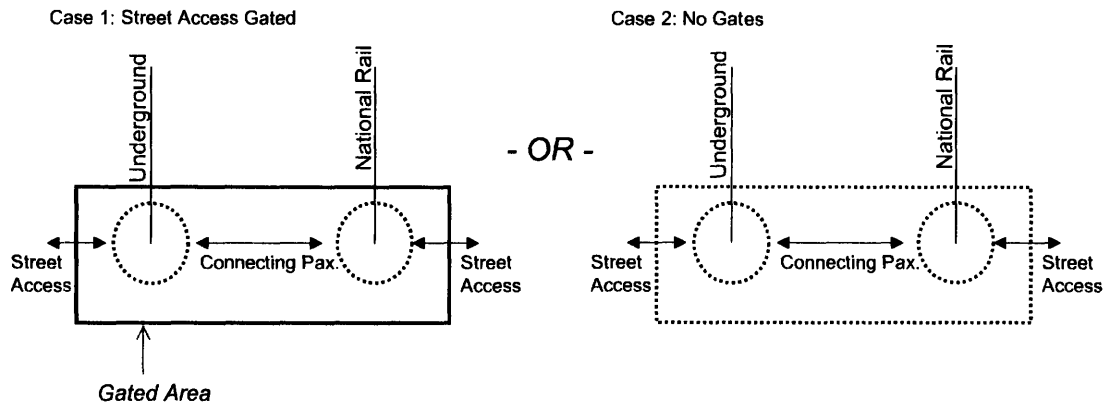 Case 1: Street Access Gated
Case 2: No Gates
Underground
National Rail
- OR -
Underground
National Rail
Street
Access
Connecting Pax.
Street
Access
Street
Access
Connecting Pax.
Street
Access
Gated Area